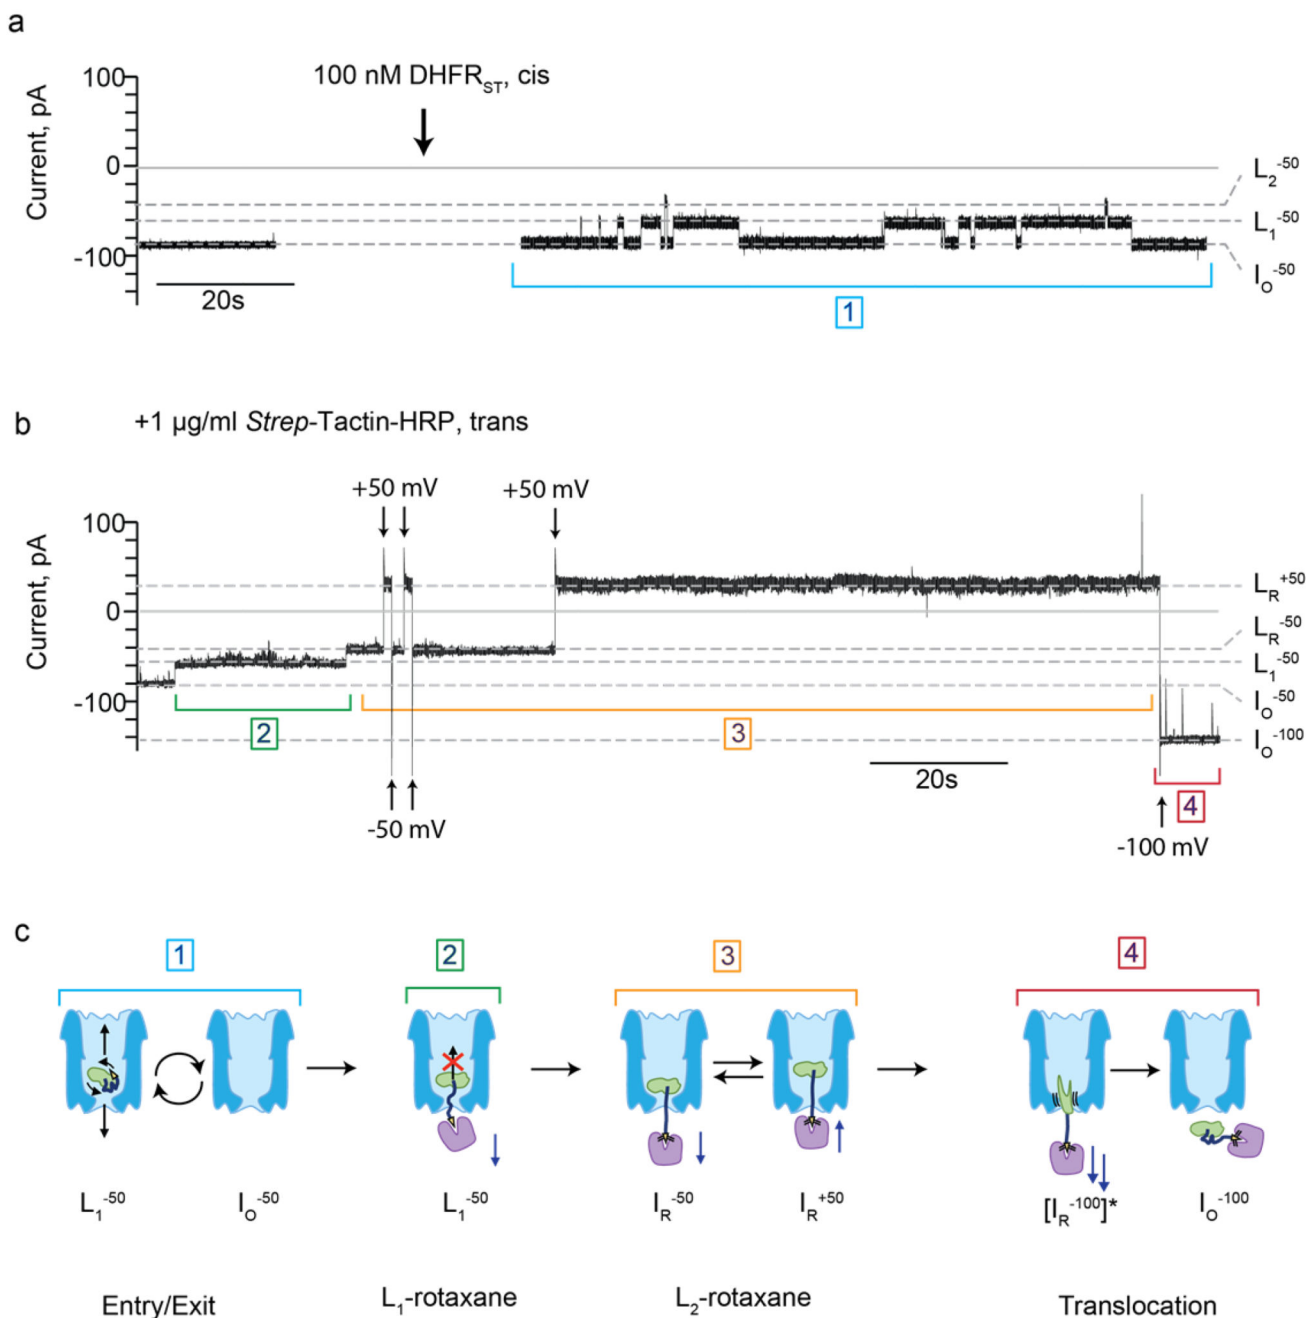 a
100 nM DHFR_ST, cis
Current, pA
100
0
-100
20s
L_2^-50
L_1^-50
I_O^-50
1
b
+1 µg/ml Strep-Tactin-HRP, trans
+50 mV
+50 mV
Current, pA
100
0
-100
L_R^+50
L_R^-50
L_1^-50
I_O^-50
I_O^-100
2
3
20s
4
-50 mV
-100 mV
c
1
2
3
4
L_1^-50
I_O^-50
L_1^-50
I_R^-50
I_R^+50
[I_R^-100]*
I_O^-100
Entry/Exit
L_1-rotaxane
L_2-rotaxane
Translocation